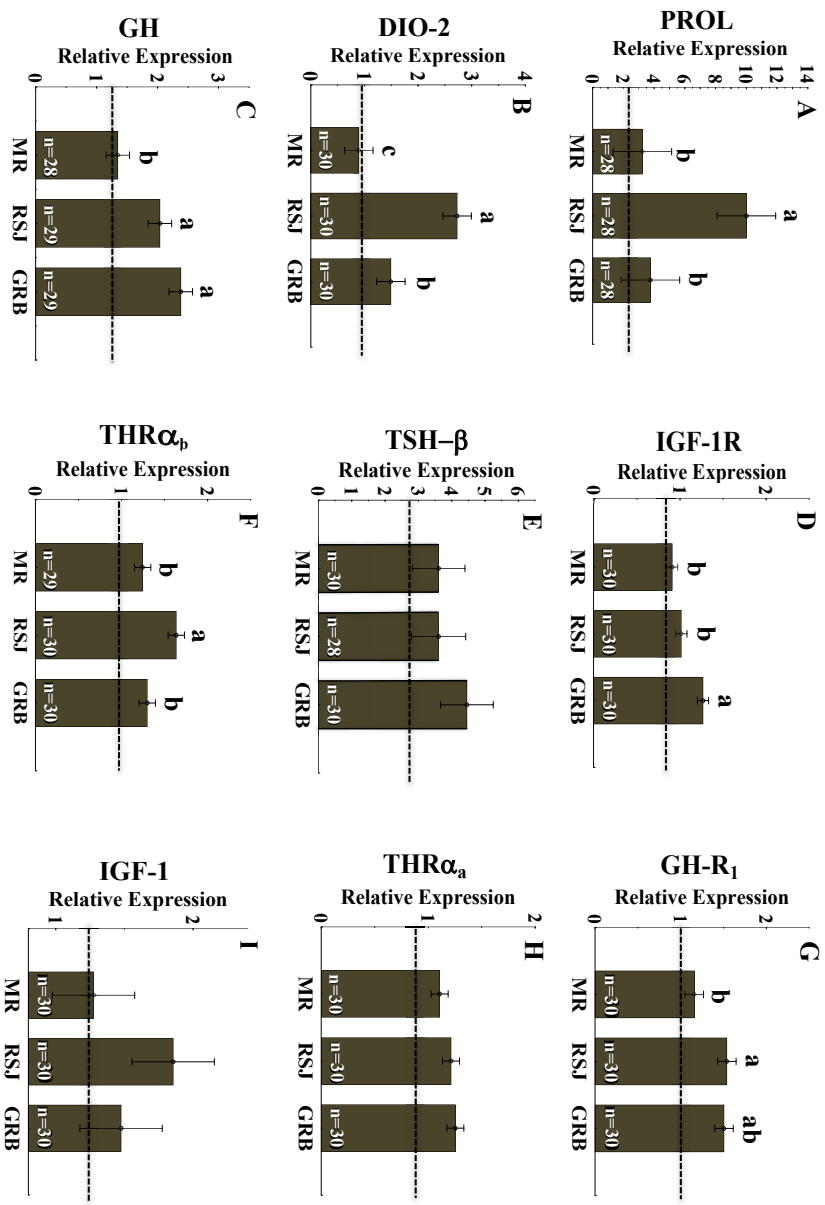 A
PROL
Relative Expression
14
12
10
8
6
4
2
0
b
a
b
n=28
n=28
n=28
MR
RSJ
GRB
B
DIO-2
Relative Expression
4
3
2
1
0
c
a
b
n=30
n=30
n=30
MR
RSJ
GRB
C
GH
Relative Expression
3
2
1
0
b
a
a
n=28
n=29
n=29
MR
RSJ
GRB
D
IGF-1R
Relative Expression
2
1
0
b
b
a
n=30
n=30
n=30
MR
RSJ
GRB
E
TSH–β
Relative Expression
6
5
4
3
2
1
0
n=30
n=28
n=30
MR
RSJ
GRB
F
THRαb
Relative Expression
2
1
0
b
a
b
n=29
n=30
n=30
MR
RSJ
GRB
G
GH-R1
Relative Expression
2
1
0
b
a
ab
n=30
n=30
n=30
MR
RSJ
GRB
H
THRαa
Relative Expression
2
1
0
n=30
n=30
n=30
MR
RSJ
GRB
I
IGF-1
Relative Expression
2
1
n=30
n=30
n=30
MR
RSJ
GRB